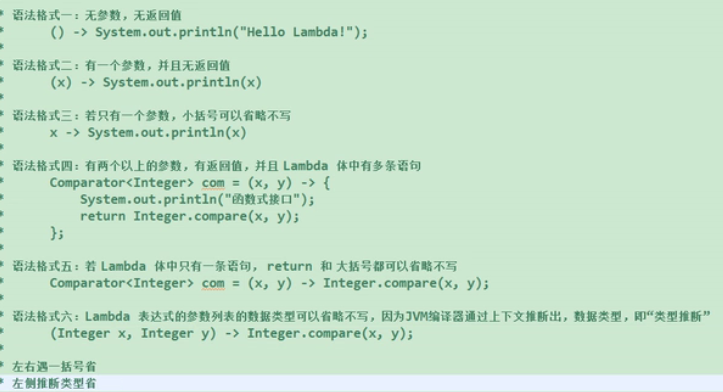 * 语法格式一：无参数，无返回值
* () -> System.out.println("Hello Lambda!");
*
* 语法格式二：有一个参数，并且无返回值
* (x) -> System.out.println(x)
*
* 语法格式三：若只有一个参数，小括号可以省略不写
* x -> System.out.println(x)
*
* 语法格式四：有两个以上的参数，有返回值，并且 Lambda 体中有多条语句
* Comparator<Integer> com = (x, y) -> {
* System.out.println("函数式接口");
* return Integer.compare(x, y);
* };
*
* 语法格式五：若 Lambda 体中只有一条语句， return 和 大括号都可以省略不写
* Comparator<Integer> com = (x, y) -> Integer.compare(x, y);
*
* 语法格式六：Lambda 表达式的参数列表的数据类型可以省略不写，因为JVM编译器通过上下文推断出，数据类型，即“类型推断”
* (Integer x, Integer y) -> Integer.compare(x, y);
*
* 左右遇一括号省
* 左侧推断类型省